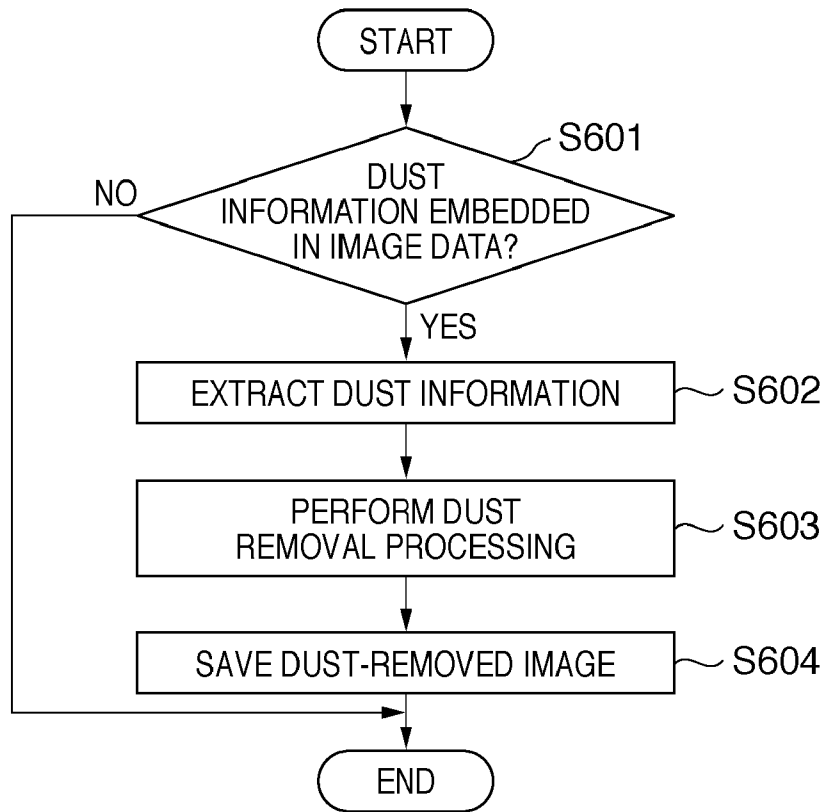 START
S601
NO
DUST
INFORMATION EMBEDDED
IN IMAGE DATA?
YES
EXTRACT DUST INFORMATION
S602
PERFORM DUST
REMOVAL PROCESSING
S603
SAVE DUST-REMOVED IMAGE
S604
END